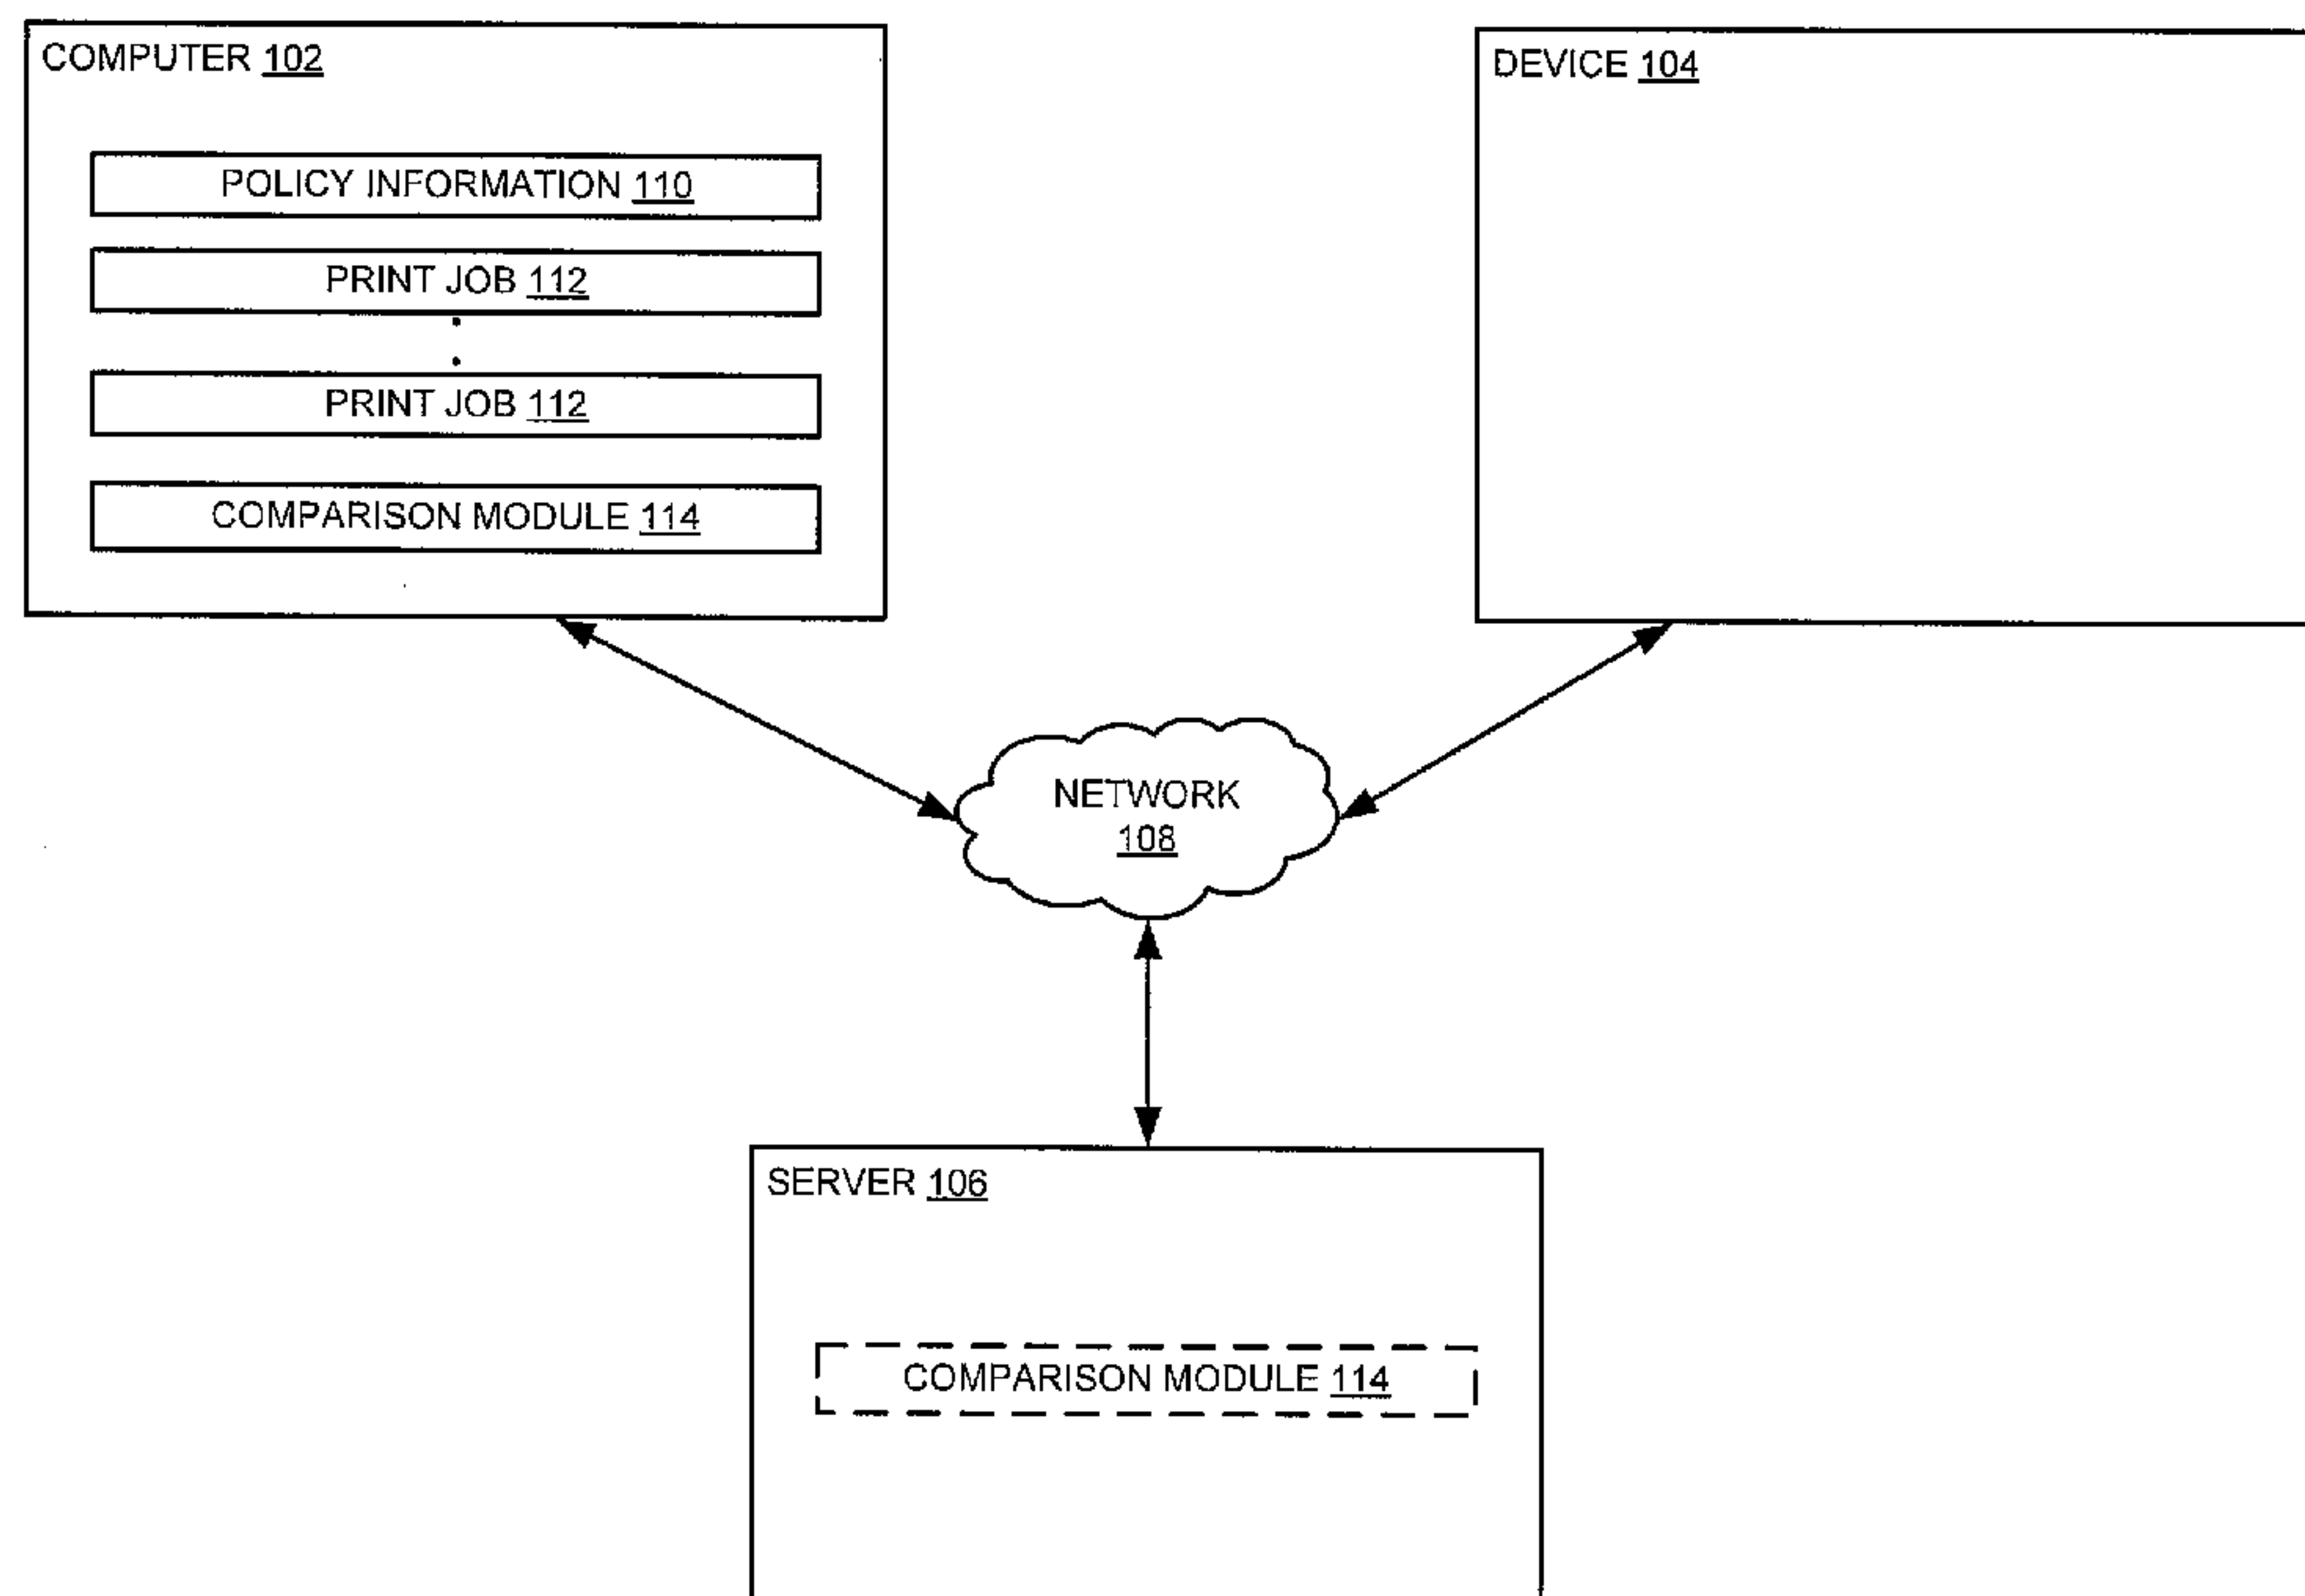 COMPUTER 102
POLICY INFORMATION 110
PRINT JOB 112
PRINT JOB 112
COMPARISON MODULE 114
DEVICE 104
NETWORK
108
SERVER 106
COMPARISON MODULE 114